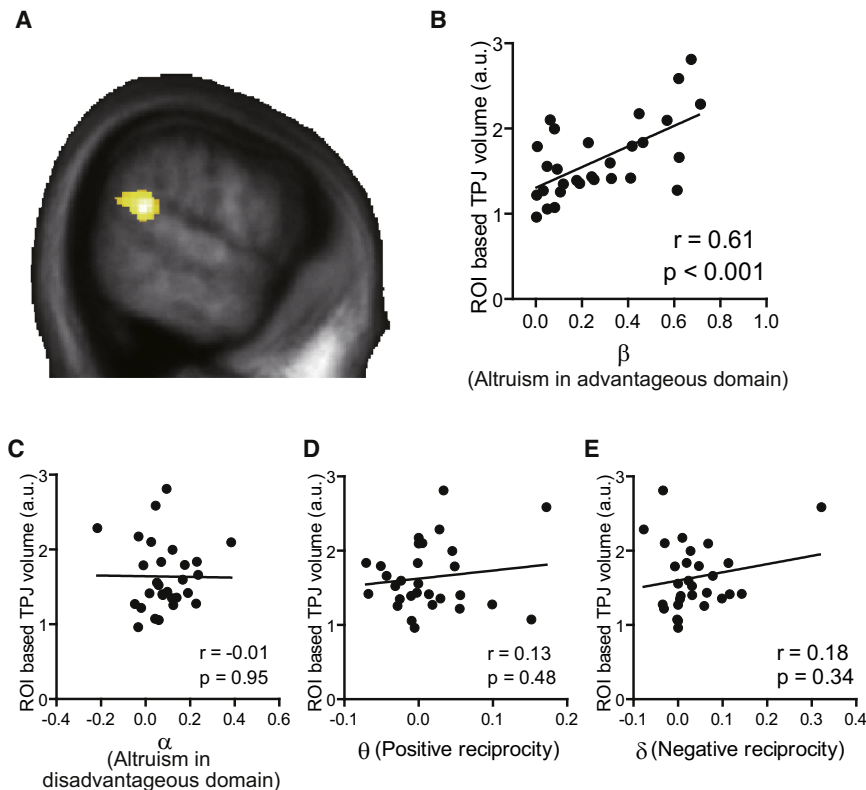 A
B
ROI based TPJ volume (a.u.)
3
2
1
0
r = 0.61
p < 0.001
0.0 0.2 0.4 0.6 0.8 1.0
β
(Altruism in advantageous domain)
C
ROI based TPJ volume (a.u.)
3
2
1
0
r = -0.01
p = 0.95
-0.4 -0.2 0.0 0.2 0.4 0.6
α
(Altruism in
disadvantageous domain)
D
ROI based TPJ volume (a.u.)
3
2
1
0
r = 0.13
p = 0.48
-0.1 0.0 0.1 0.2
θ (Positive reciprocity)
E
ROI based TPJ volume (a.u.)
3
2
1
0
r = 0.18
p = 0.34
-0.1 0.0 0.1 0.2 0.3 0.4
δ (Negative reciprocity)